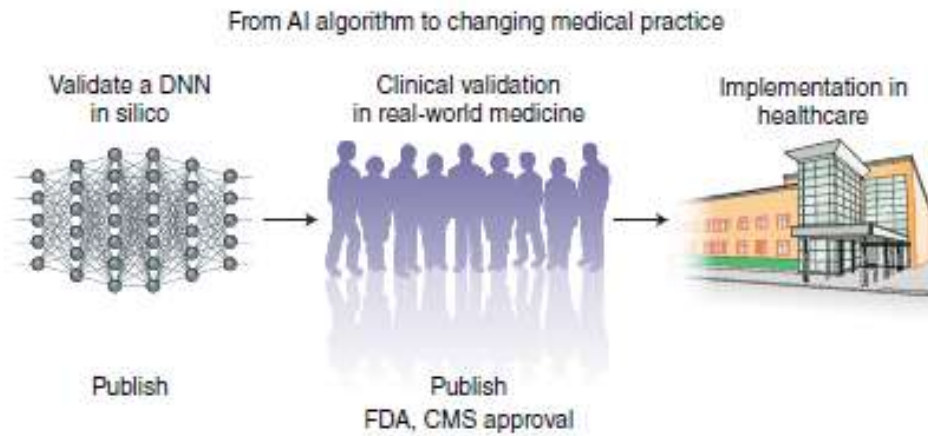 From AI algorithm to changing medical practice
Validate a DNN
in silico
Clinical validation
in real-world medicine
Implementation in
healthcare
Publish
Publish
FDA, CMS approval